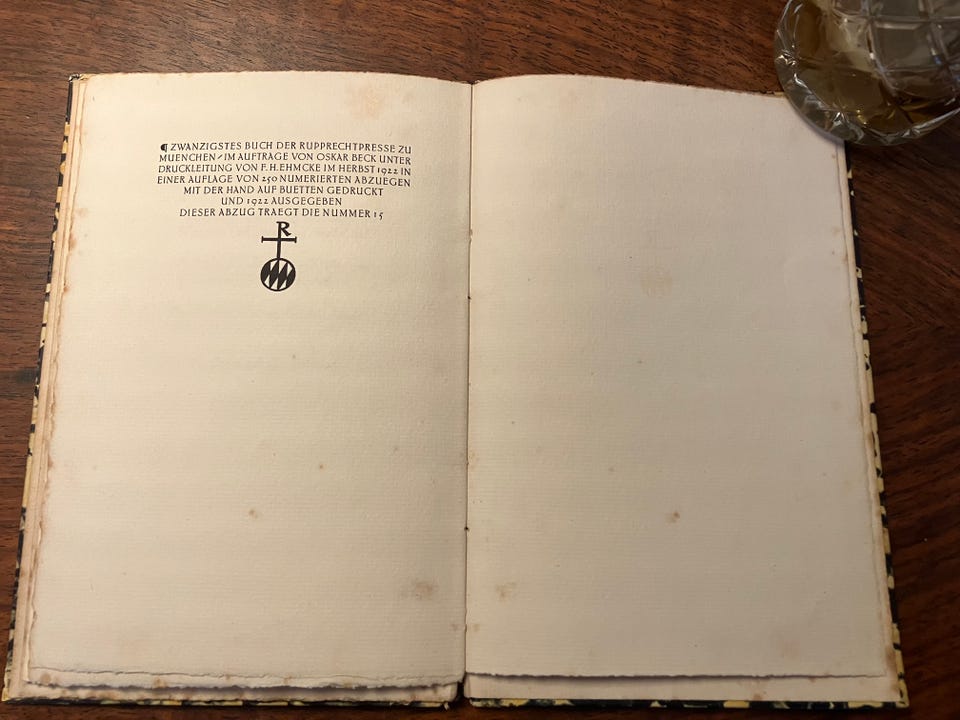 ¶ ZWANZIGSTES BUCH DER RUPPRECHTPRESSE ZU
MUENCHEN / IM AUFTRAGE VON OSKAR BECK UNTER
DRUCKLEITUNG VON F. H. EHMCKE IM HERBST 1922 IN
EINER AUFLAGE VON 250 NUMERIERTEN ABZUEGEN
MIT DER HAND AUF BUETTEN GEDRUCKT
UND 1922 AUSGEGEBEN
DIESER ABZUG TRAEGT DIE NUMMER 15
R